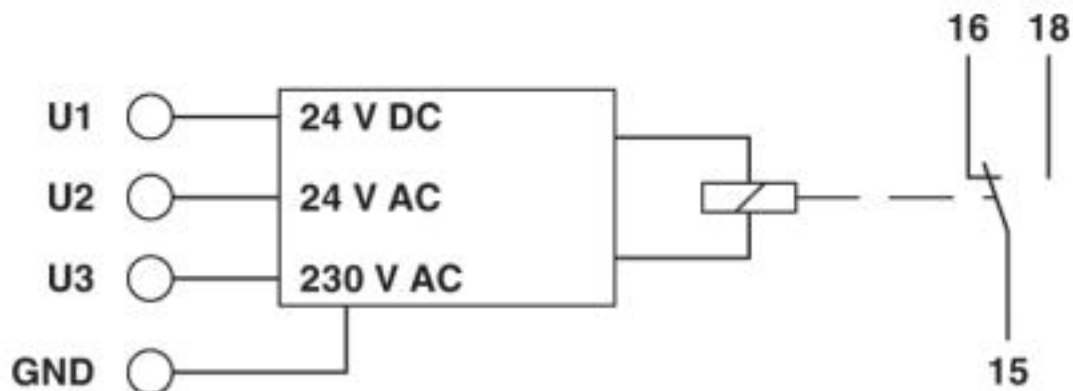 16 18
U1 24 V DC
U2 24 V AC
U3 230 V AC
GND
15